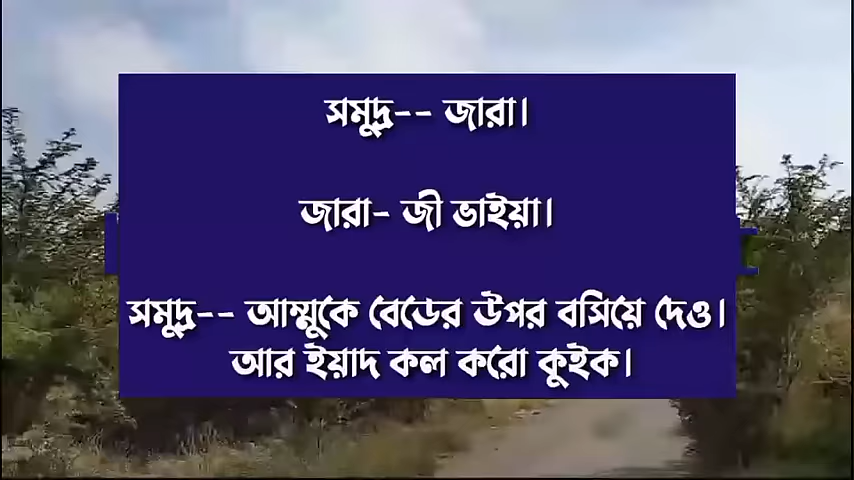 সমুদ্র-- জারা।
জারা- জী ভাইয়া।
সমুদ্র-- আম্মুকে বেডের উপর বসিয়ে দেও।
আর ইয়াদ কল করো কুইক।